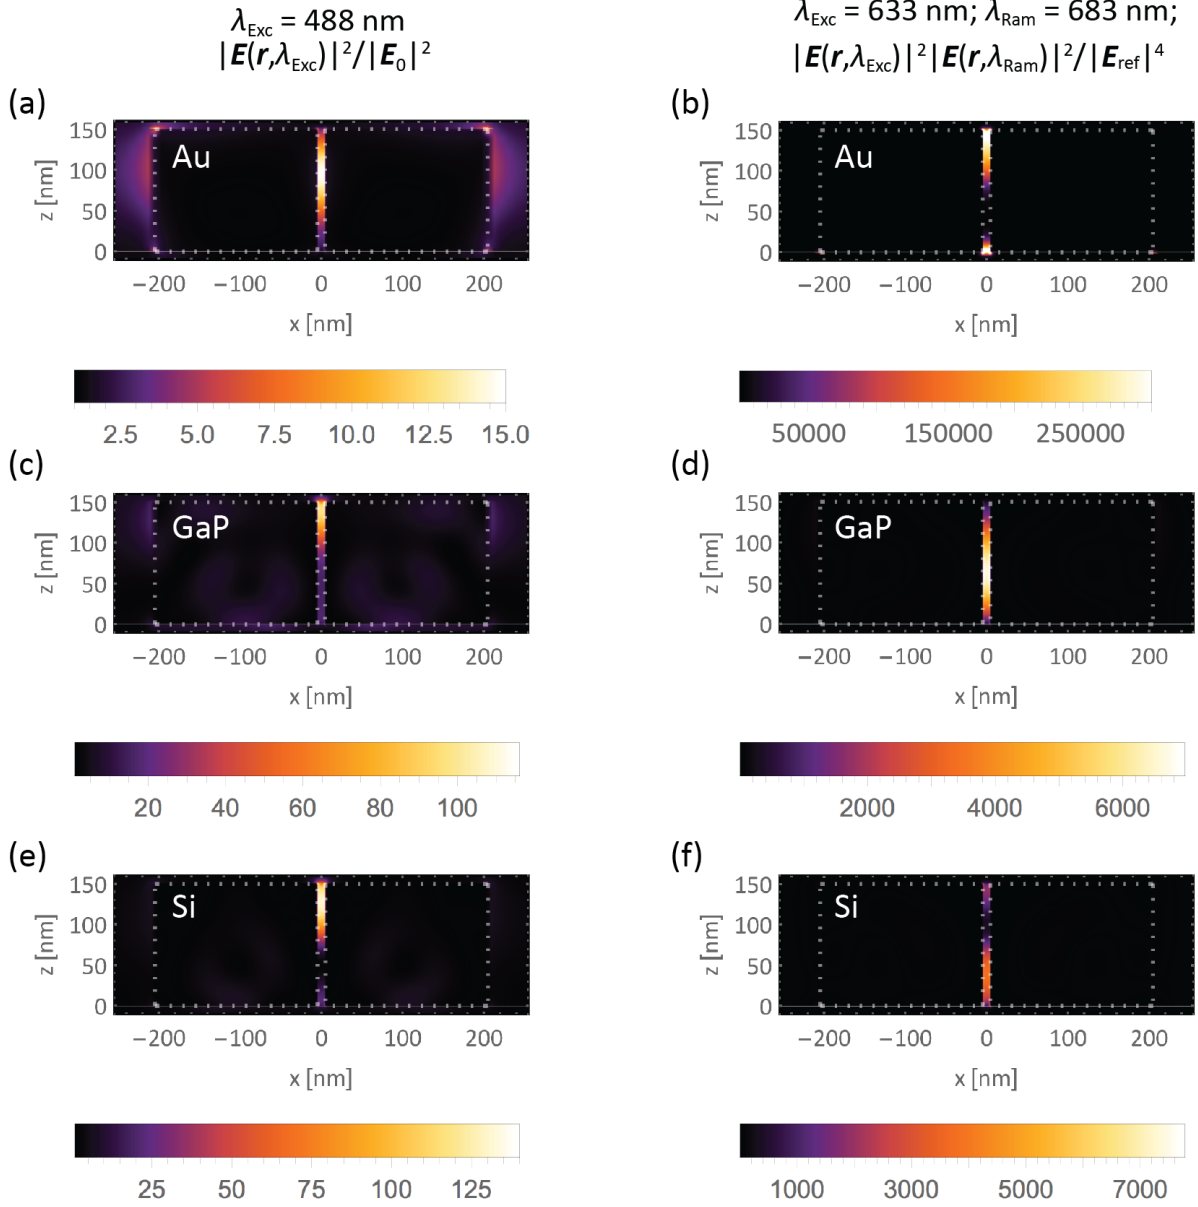 λExc = 488 nm
|E(r,λExc)|²/|E0|²
λExc = 633 nm; λRam = 683 nm;
|E(r,λExc)|²|E(r,λRam)|²/|Eref|⁴
(a)
Au
150
100
50
0
z [nm]
−200 −100 0 100 200
x [nm]
2.5 5.0 7.5 10.0 12.5 15.0
(b)
Au
150
100
50
0
z [nm]
−200 −100 0 100 200
x [nm]
50000 150000 250000
(c)
GaP
150
100
50
0
z [nm]
−200 −100 0 100 200
x [nm]
20 40 60 80 100
(d)
GaP
150
100
50
0
z [nm]
−200 −100 0 100 200
x [nm]
2000 4000 6000
(e)
Si
150
100
50
0
z [nm]
−200 −100 0 100 200
x [nm]
25 50 75 100 125
(f)
Si
150
100
50
0
z [nm]
−200 −100 0 100 200
x [nm]
1000 3000 5000 7000